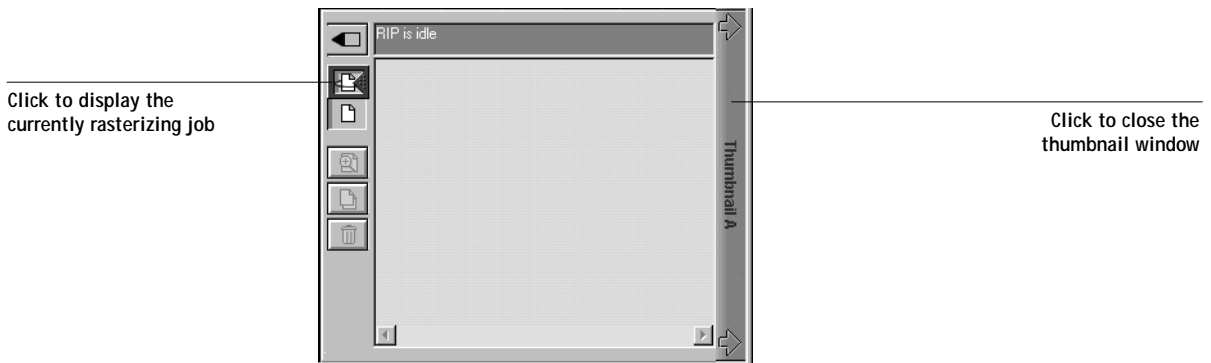 RIP is idle
Click to display the
currently rasterizing job
Click to close the
thumbnail window
Thumbnail A